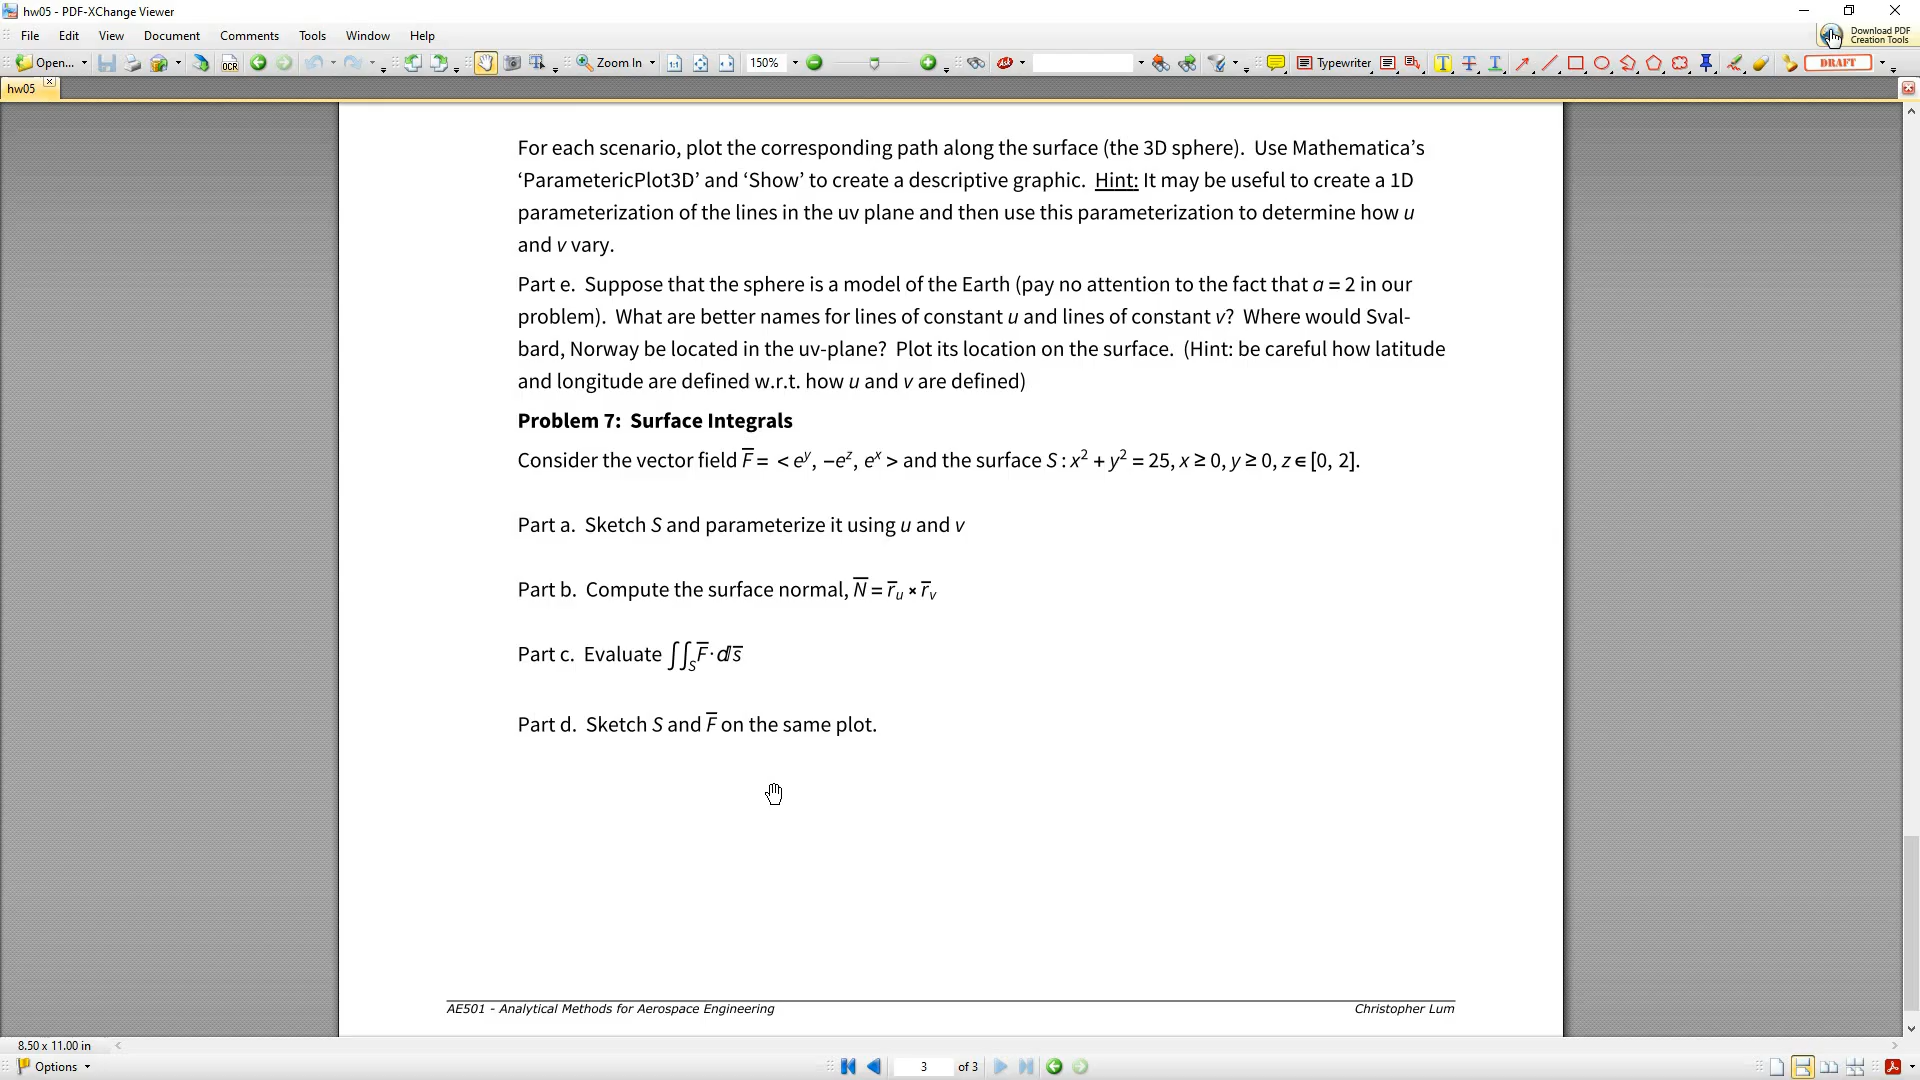 hw05 - PDF-XChange Viewer
File Edit View Document Comments Tools Window Help
Download PDF
Creation Tools
Open... OCR Zoom In 150% Typewriter DRAFT
hw05
For each scenario, plot the corresponding path along the surface (the 3D sphere). Use Mathematica’s
‘ParametericPlot3D’ and ‘Show’ to create a descriptive graphic. Hint: It may be useful to create a 1D
parameterization of the lines in the uv plane and then use this parameterization to determine how u
and v vary.
Part e. Suppose that the sphere is a model of the Earth (pay no attention to the fact that a = 2 in our
problem). What are better names for lines of constant u and lines of constant v? Where would Sval-
bard, Norway be located in the uv-plane? Plot its location on the surface. (Hint: be careful how latitude
and longitude are defined w.r.t. how u and v are defined)
Problem 7: Surface Integrals
Consider the vector field F̅ = < e^y, −e^z, e^x > and the surface S : x² + y² = 25, x ≥ 0, y ≥ 0, z ∈ [0, 2].
Part a. Sketch S and parameterize it using u and v
Part b. Compute the surface normal, N̅ = r̅_u × r̅_v
Part c. Evaluate ∫∫_S F̅ · ⅆs̅
Part d. Sketch S and F̅ on the same plot.
AE501 - Analytical Methods for Aerospace Engineering Christopher Lum
8.50 x 11.00 in
Options 3 of 3